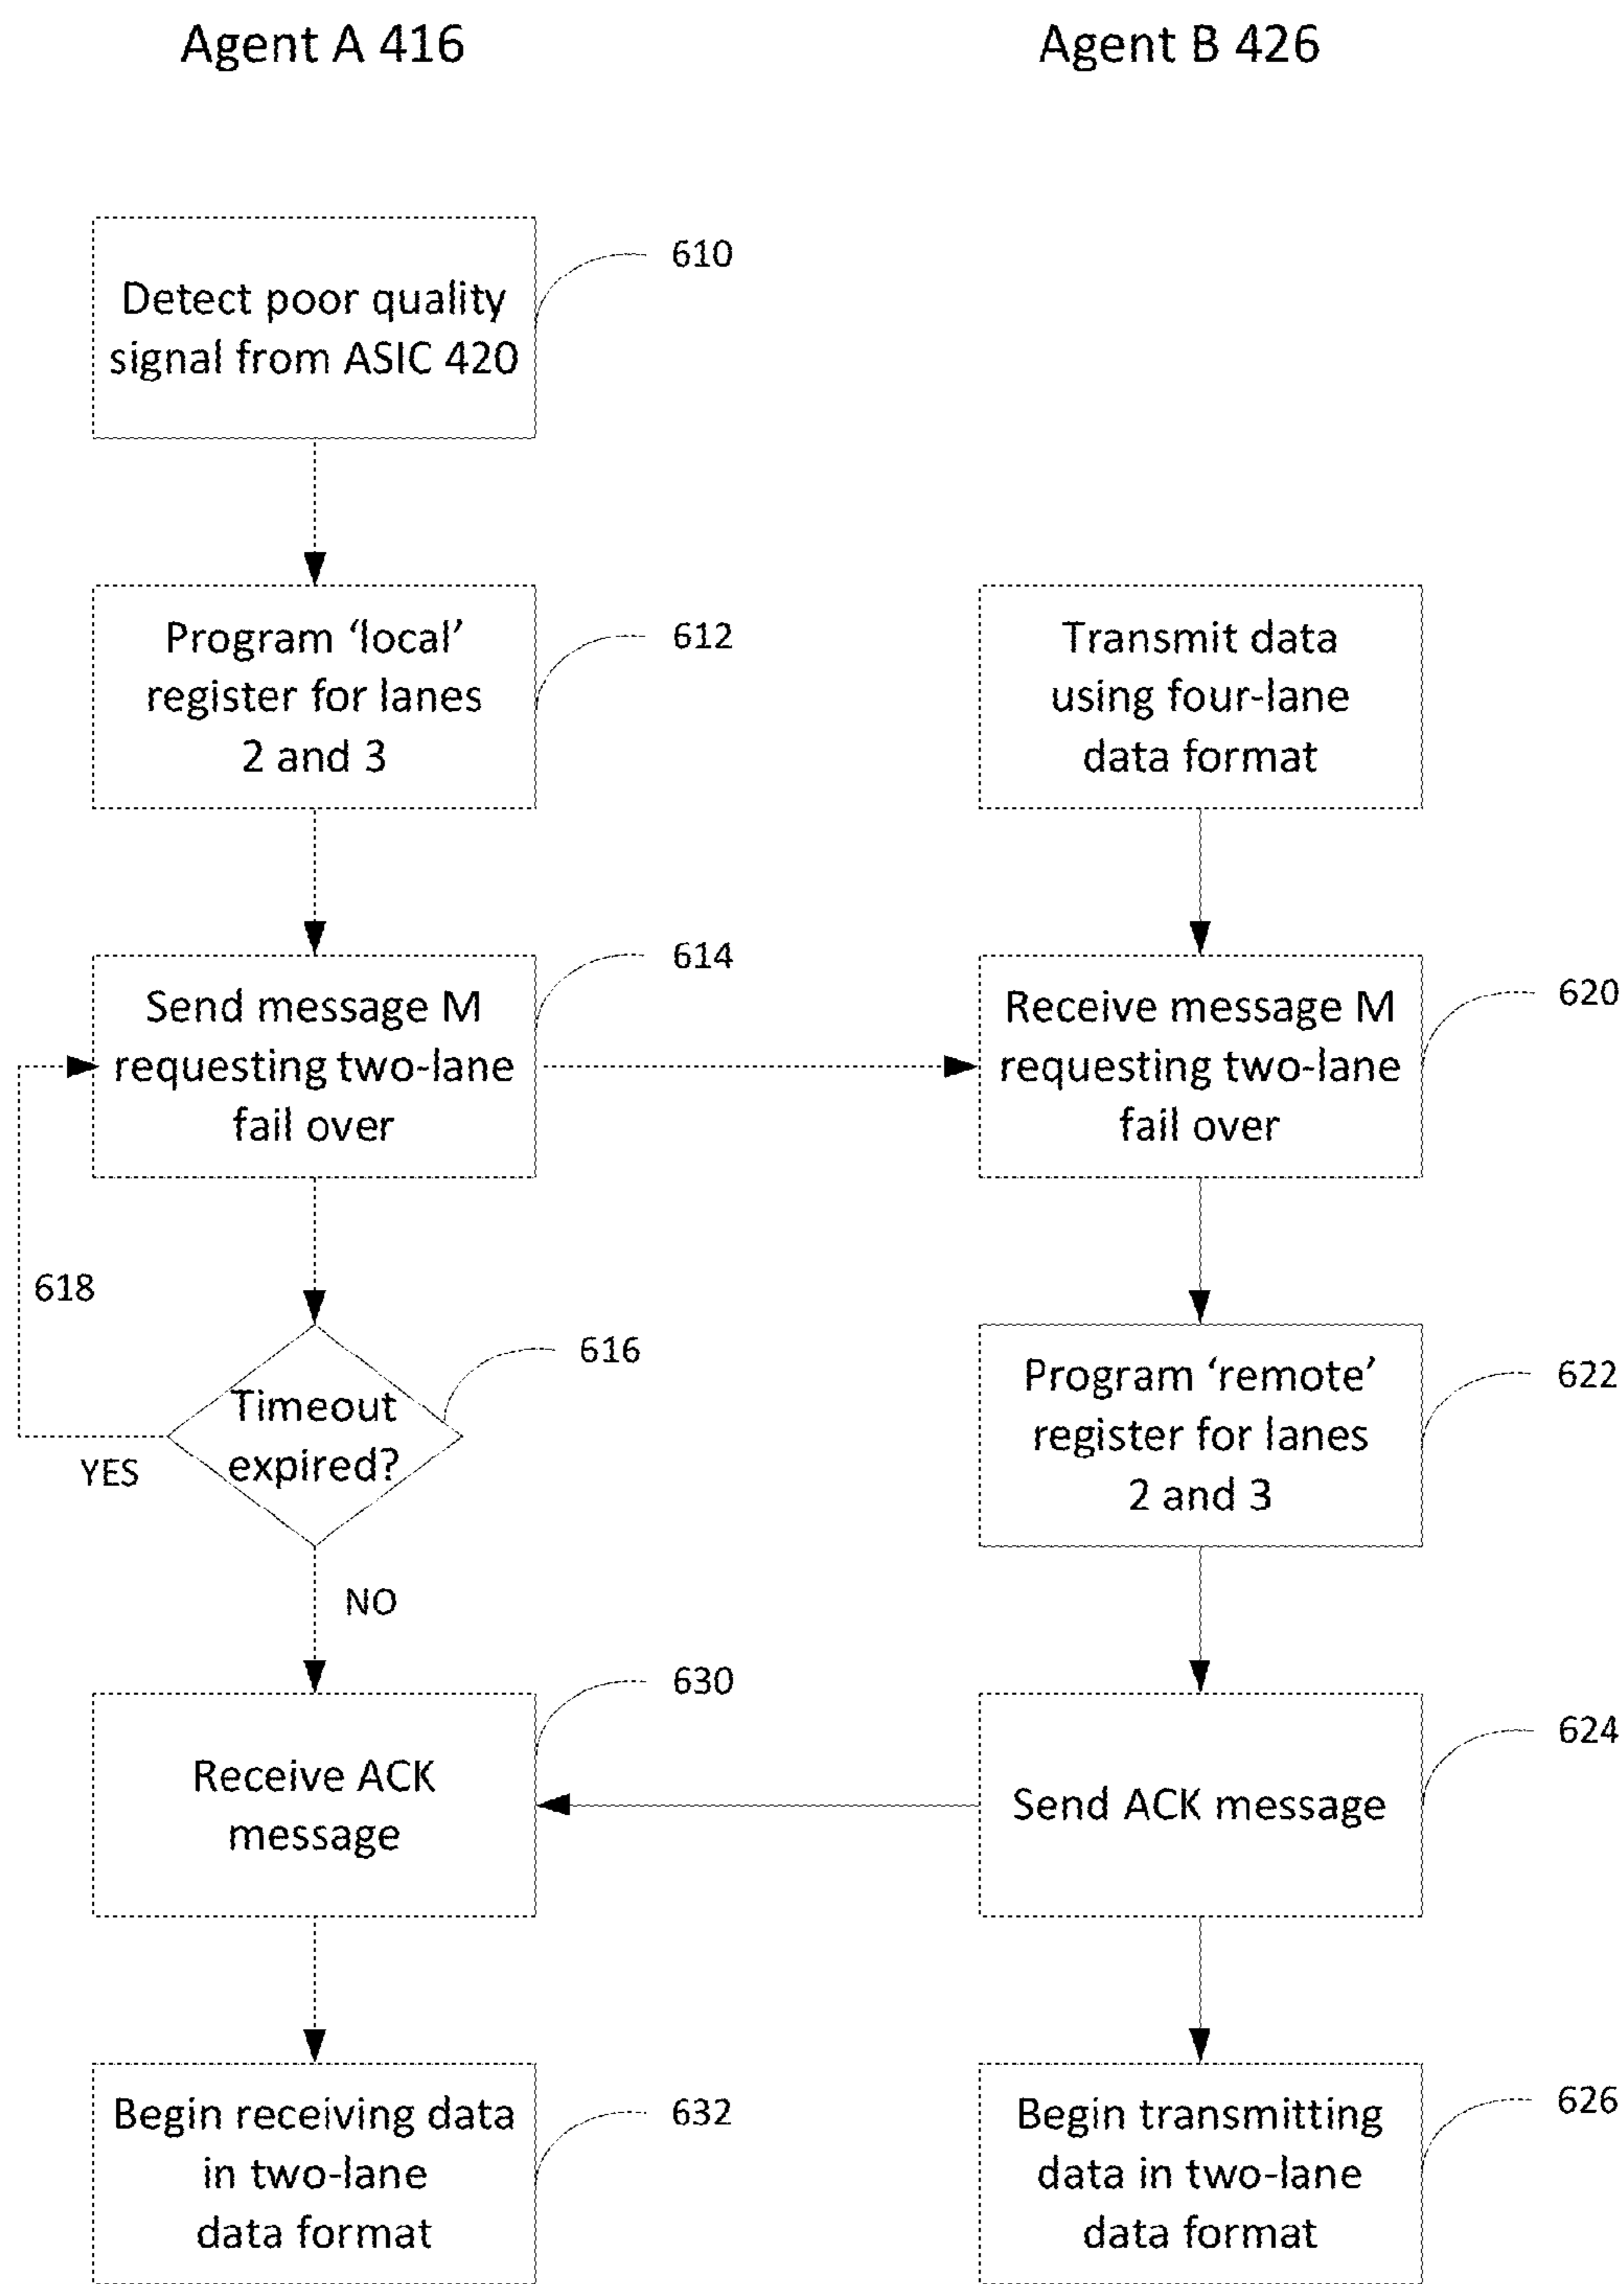 Agent A 416
Agent B 426
Detect poor quality
signal from ASIC 420
610
Program ‘local’
register for lanes
2 and 3
612
Transmit data
using four-lane
data format
Send message M
requesting two-lane
fail over
614
Receive message M
requesting two-lane
fail over
620
618
Timeout
expired?
616
YES
NO
Program ‘remote’
register for lanes
2 and 3
622
Receive ACK
message
630
Send ACK message
624
Begin receiving data
in two-lane
data format
632
Begin transmitting
data in two-lane
data format
626